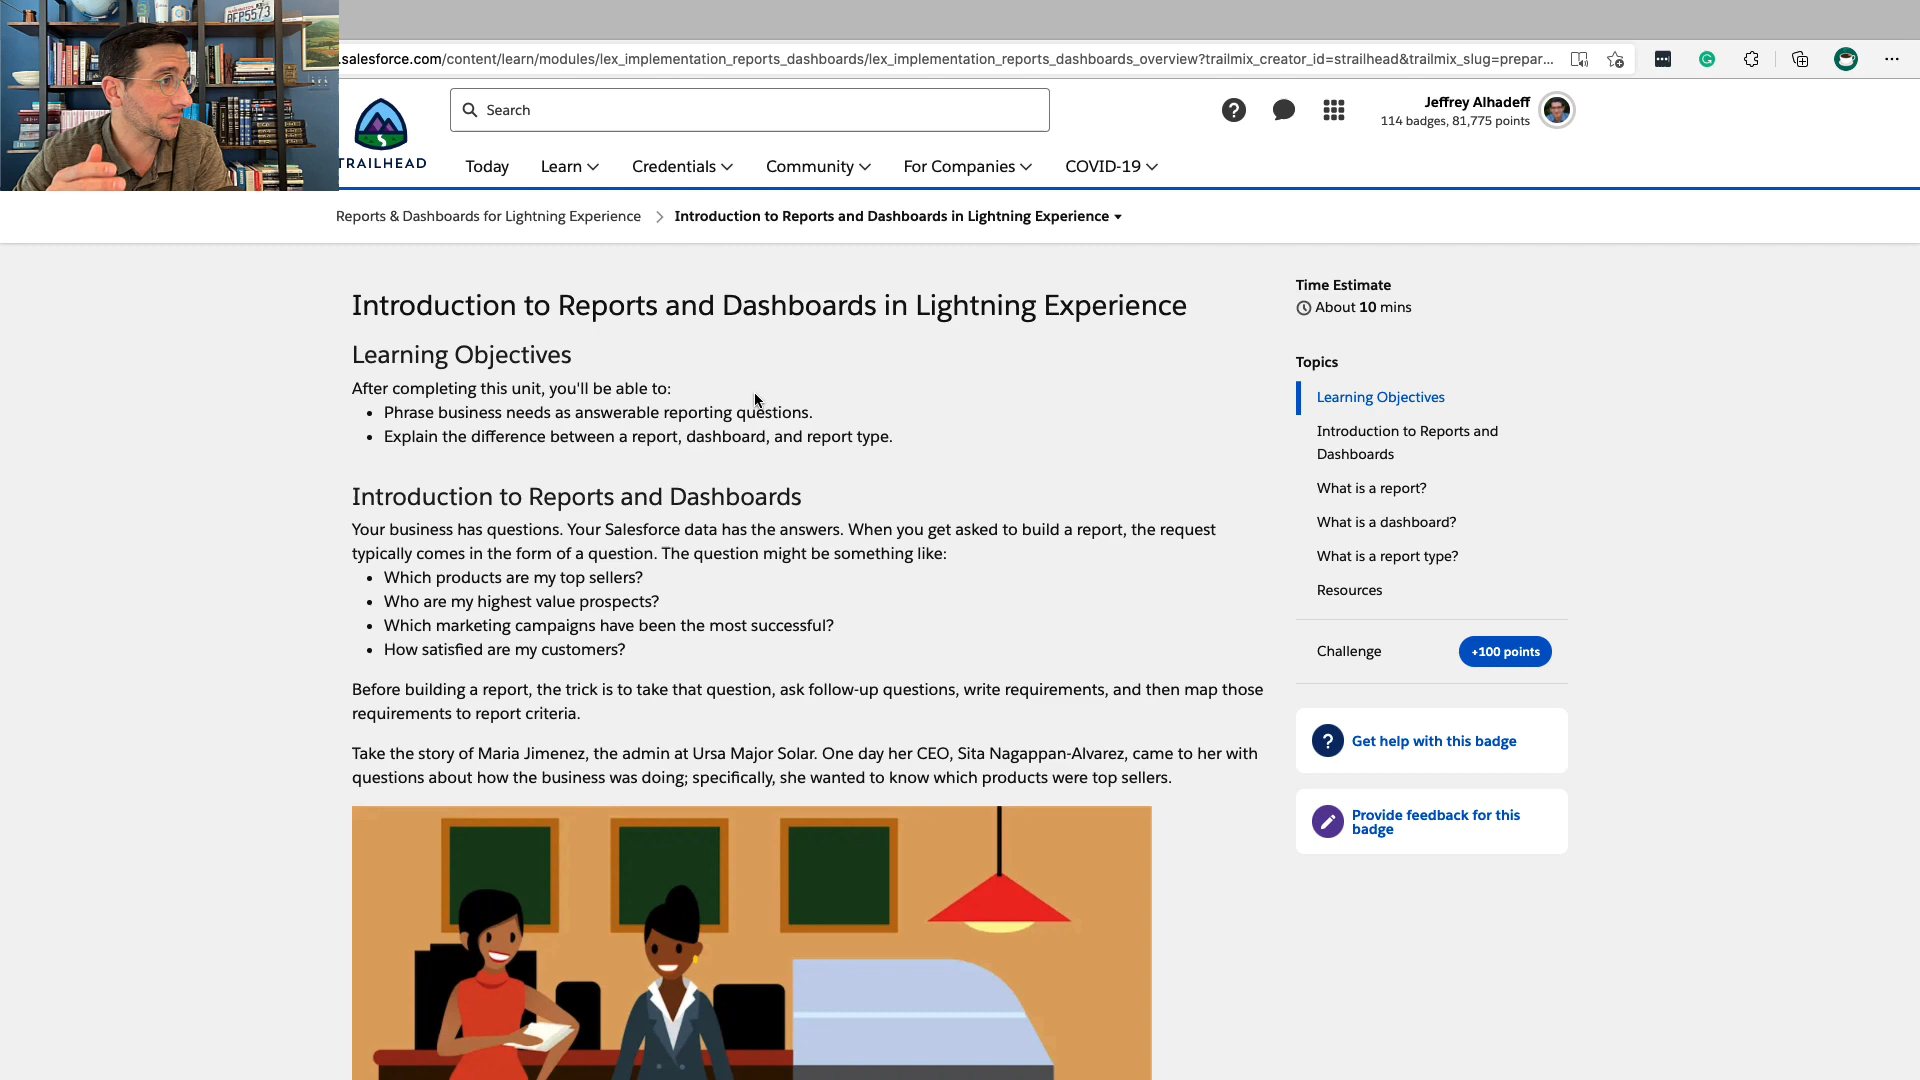 BFP5573
.salesforce.com/content/learn/modules/lex_implementation_reports_dashboards/lex_implementation_reports_dashboards_overview?trailmix_creator_id=strailhead&trailmix_slug=prepar...
Search
Jeffrey Alhadeff
114 badges, 81,775 points
TRAILHEAD
Today Learn Credentials Community For Companies COVID-19
Reports & Dashboards for Lightning Experience > Introduction to Reports and Dashboards in Lightning Experience
Introduction to Reports and Dashboards in Lightning Experience
Learning Objectives
After completing this unit, you'll be able to:
• Phrase business needs as answerable reporting questions.
• Explain the difference between a report, dashboard, and report type.
Introduction to Reports and Dashboards
Your business has questions. Your Salesforce data has the answers. When you get asked to build a report, the request
typically comes in the form of a question. The question might be something like:
• Which products are my top sellers?
• Who are my highest value prospects?
• Which marketing campaigns have been the most successful?
• How satisfied are my customers?
Before building a report, the trick is to take that question, ask follow-up questions, write requirements, and then map those
requirements to report criteria.
Take the story of Maria Jimenez, the admin at Ursa Major Solar. One day her CEO, Sita Nagappan-Alvarez, came to her with
questions about how the business was doing; specifically, she wanted to know which products were top sellers.
Time Estimate
About 10 mins
Topics
Learning Objectives
Introduction to Reports and
Dashboards
What is a report?
What is a dashboard?
What is a report type?
Resources
Challenge +100 points
Get help with this badge
Provide feedback for this
badge